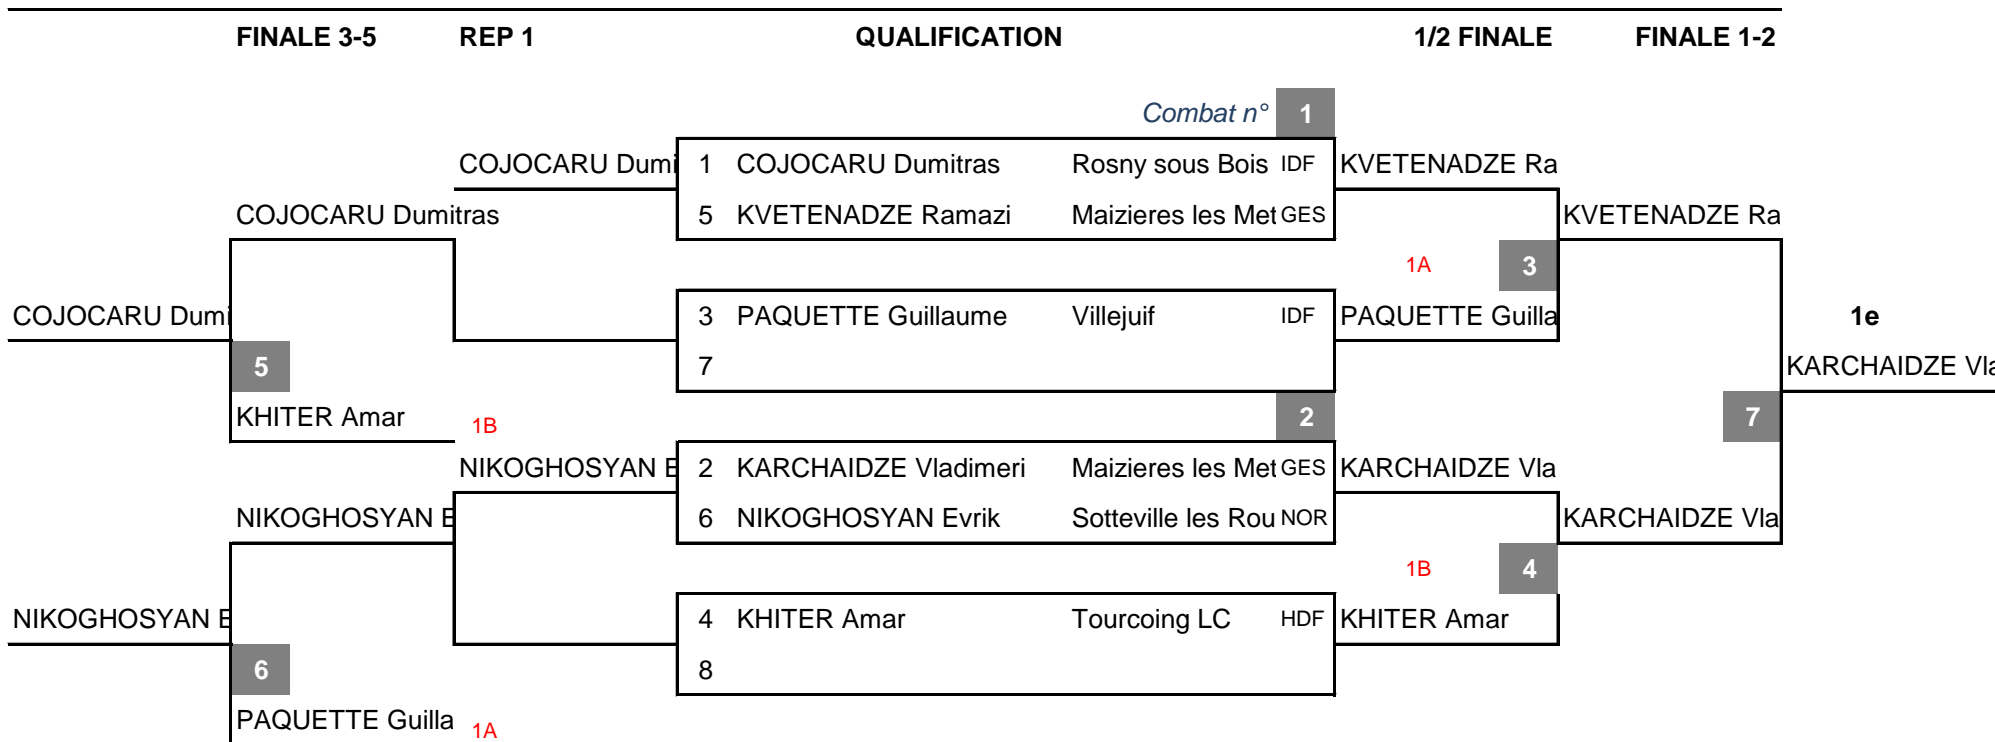 FINALE 3-5 REP 1 QUALIFICATION 1/2 FINALE FINALE 1-2
Combat n° 1
COJOCARU Dumi 1 COJOCARU Dumitras Rosny sous Bois IDF KVETENADZE Ra
COJOCARU Dumitras 5 KVETENADZE Ramazi Maizieres les Met GES KVETENADZE Ra
1A 3
COJOCARU Dumi 3 PAQUETTE Guillaume Villejuif IDF PAQUETTE Guilla 1e
5 7 KARCHAIDZE Vla
KHITER Amar 1B 2 7
NIKOGHOSYAN E 2 KARCHAIDZE Vladimeri Maizieres les Met GES KARCHAIDZE Vla
NIKOGHOSYAN E 6 NIKOGHOSYAN Evrik Sotteville les Rou NOR KARCHAIDZE Vla
1B 4
NIKOGHOSYAN E 4 KHITER Amar Tourcoing LC HDF KHITER Amar
6 8
PAQUETTE Guilla 1A